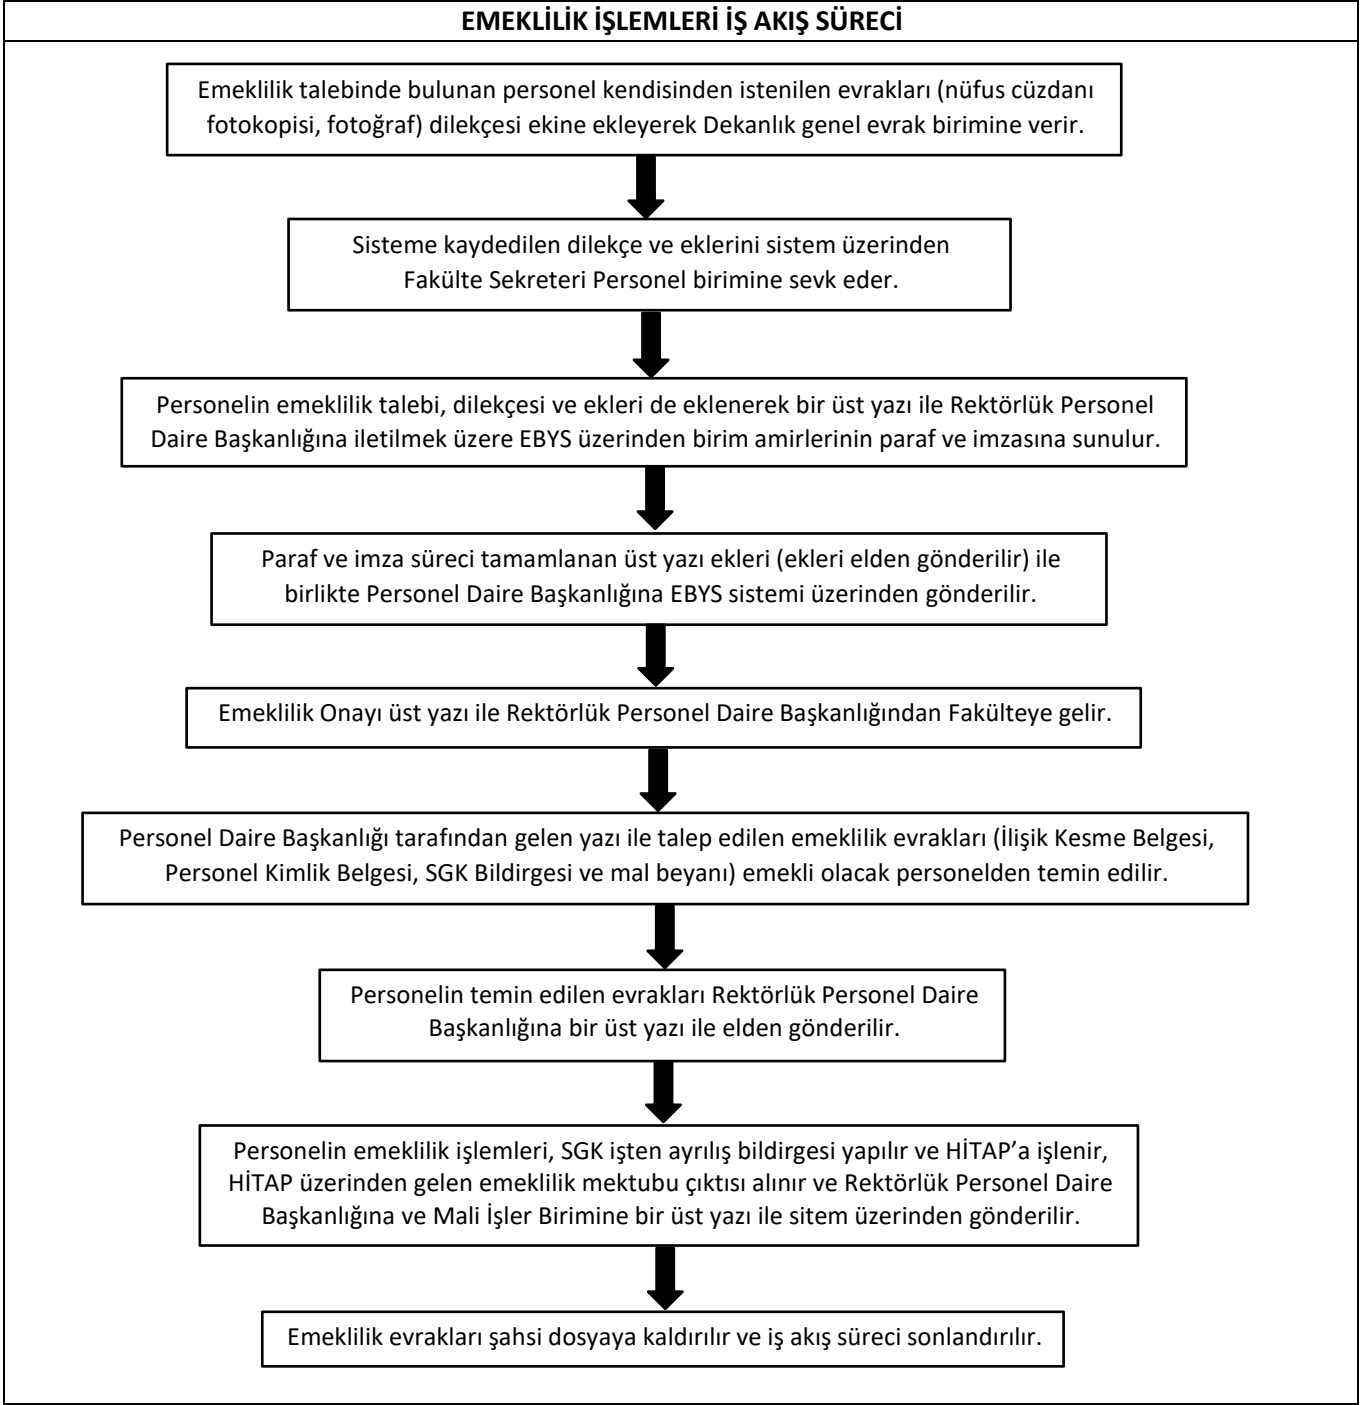 EMEKLİLİK İŞLEMLERİ İŞ AKIŞ SÜRECİ
Emeklilik talebinde bulunan personel kendisinden istenilen evrakları (nüfus cüzdanı
fotokopisi, fotoğraf) dilekçesi ekine ekleyerek Dekanlık genel evrak birimine verir.
Sisteme kaydedilen dilekçe ve eklerini sistem üzerinden
Fakülte Sekreteri Personel birimine sevk eder.
Personelin emeklilik talebi, dilekçesi ve ekleri de eklenerek bir üst yazı ile Rektörlük Personel
Daire Başkanlığına iletilmek üzere EBYS üzerinden birim amirlerinin paraf ve imzasına sunulur.
Paraf ve imza süreci tamamlanan üst yazı ekleri (ekleri elden gönderilir) ile
birlikte Personel Daire Başkanlığına EBYS sistemi üzerinden gönderilir.
Emeklilik Onayı üst yazı ile Rektörlük Personel Daire Başkanlığından Fakülteye gelir.
Personel Daire Başkanlığı tarafından gelen yazı ile talep edilen emeklilik evrakları (İlişik Kesme Belgesi,
Personel Kimlik Belgesi, SGK Bildirgesi ve mal beyanı) emekli olacak personelden temin edilir.
Personelin temin edilen evrakları Rektörlük Personel Daire
Başkanlığına bir üst yazı ile elden gönderilir.
Personelin emeklilik işlemleri, SGK işten ayrılış bildirgesi yapılır ve HİTAP’a işlenir,
HİTAP üzerinden gelen emeklilik mektubu çıktısı alınır ve Rektörlük Personel Daire
Başkanlığına ve Mali İşler Birimine bir üst yazı ile sitem üzerinden gönderilir.
Emeklilik evrakları şahsi dosyaya kaldırılır ve iş akış süreci sonlandırılır.